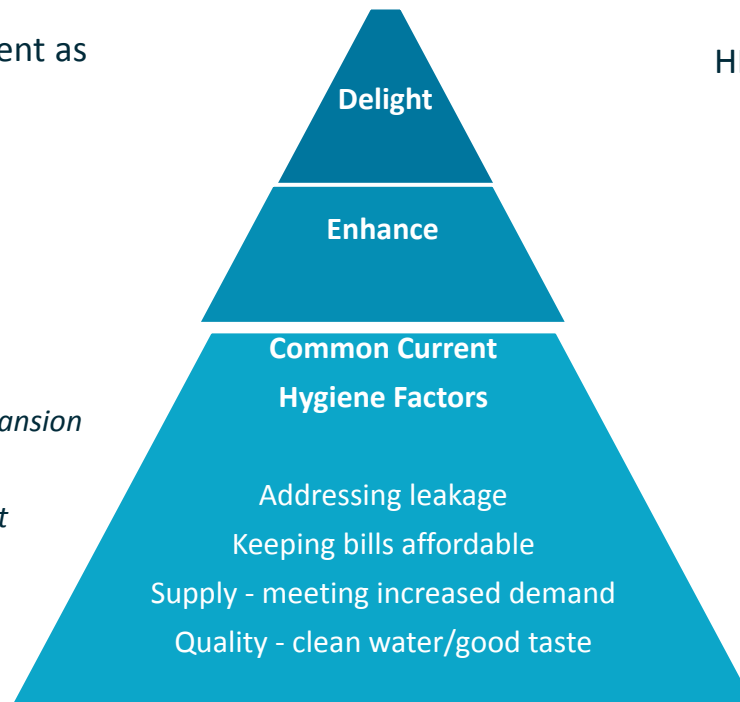 ent as
Delight
Enhance
Common Current
Hygiene Factors
ansion
t
Addressing leakage
Keeping bills affordable
Supply - meeting increased demand
Quality - clean water/good taste